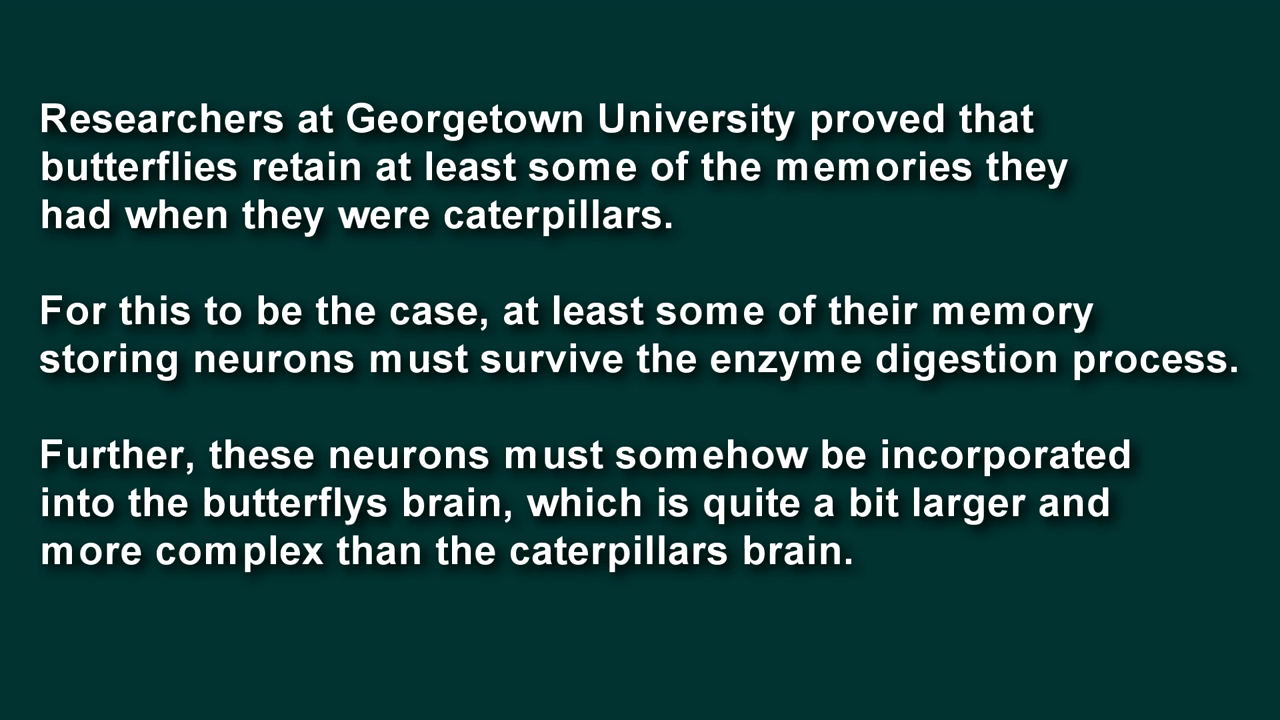 Researchers at Georgetown University proved that
butterflies retain at least some of the memories they
had when they were caterpillars.
For this to be the case, at least some of their memory
storing neurons must survive the enzyme digestion process.
Further, these neurons must somehow be incorporated
into the butterflys brain, which is quite a bit larger and
more complex than the caterpillars brain.